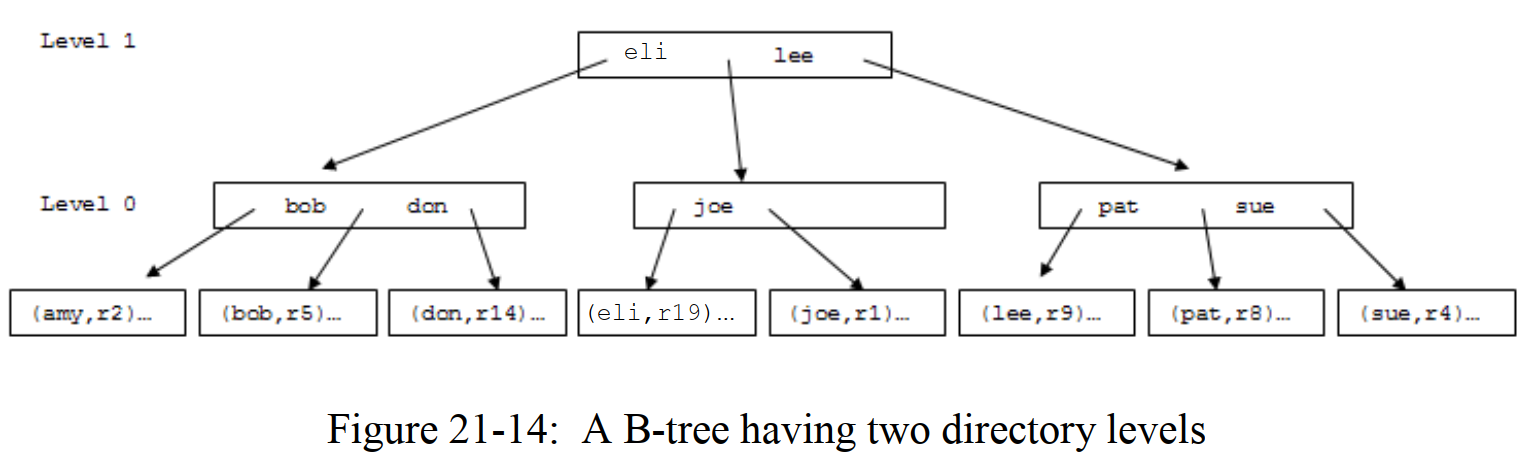 Level 1
eli lee
Level 0
bob don joe pat sue
(amy,r2)… (bob,r5)… (don,r14)… (eli,r19)… (joe,r1)… (lee,r9)… (pat,r8)… (sue,r4)…
Figure 21-14: A B-tree having two directory levels